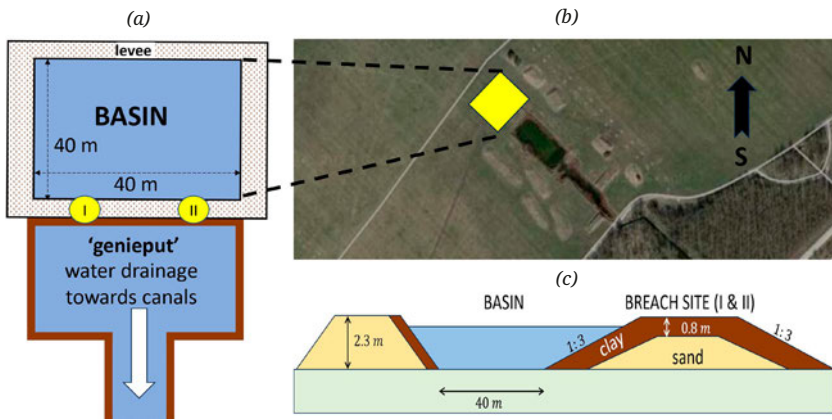 (a)
levee
BASIN
40 m
40 m
I
II
'genieput'
water drainage
towards canals
(b)
N
S
(c)
BASIN
BREACH SITE (I & II)
2.3 m
1:3
clay
0.8 m
1:3
sand
40 m